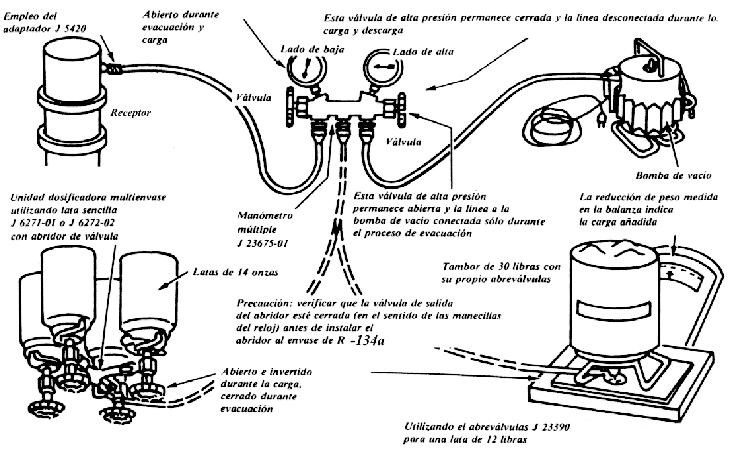 Empleo del
adaptador J 5420
Abierto durante
evacuación y
carga
Esta válvula de alta presión permanece cerrada y la linea desconectada durante lo
carga y descarga
Lado de baja
Lado de alta
Válvula
Receptor
Válvula
Bomba de vacio
Unidad dosificadora multienvase
utilizando lata sencilla
J 6271-01 o J 6272-02
con abridor de válvula
Manómetro
múltiple
J 23675-01
Esta válvula de alta presión
permanece abierta y la linea a la
bomba de vacio conectada sólo durante
el proceso de evacuación
La reducción de peso medida
en la balanza indica
la carga añadida
Latas de 14 onzas
Tambor de 30 libras con
su propio abreválvulas
Precaución: verificar que la válvula de salida
del abridor esté cerrada (en el sentido de las manecillas
del reloj) antes de instalar el
abridor al envase de R -134a
Abierto e invertido
durante la carga,
cerrado durante
evacuación
Utilizando el abreválvulas J 23390
para una lata de 12 libras